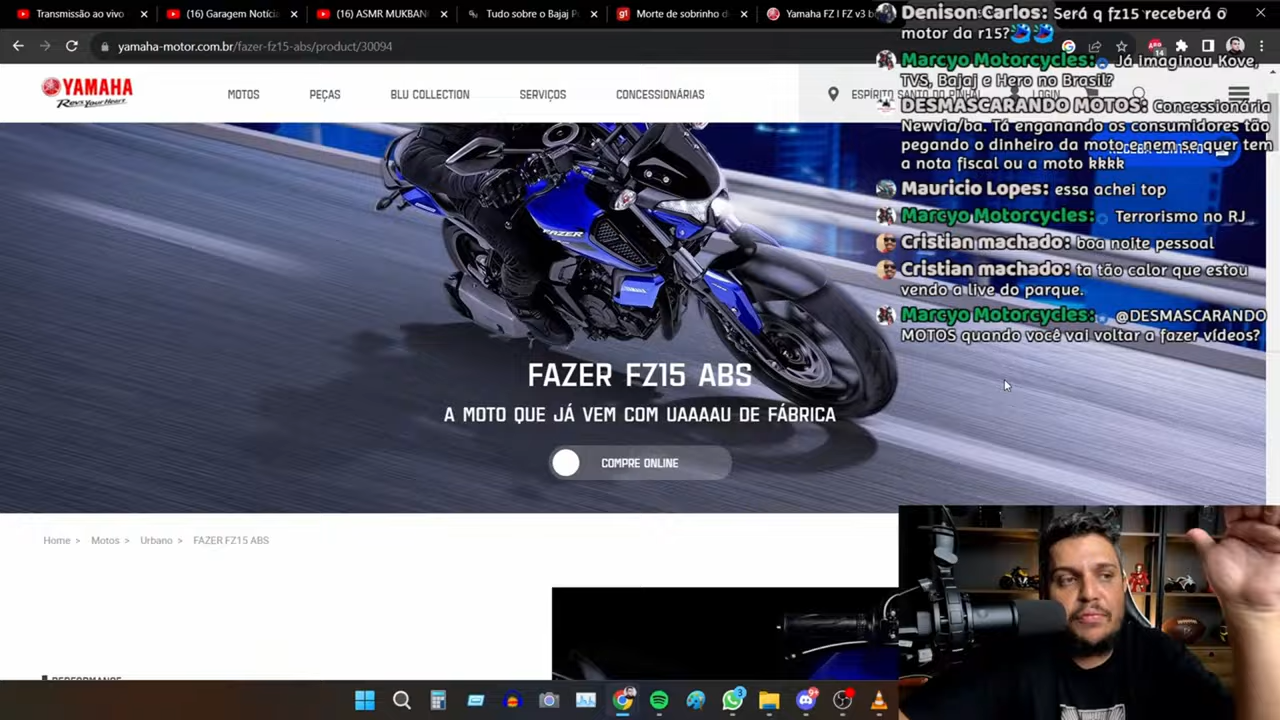 Transmissão ao vivo
(16) Garagem Notícia
(16) ASMR MUKBAN
Tudo sobre o Bajaj P
Morte de sobrinho d
Yamaha FZ | FZ v3 b
yamaha-motor.com.br/fazer-fz15-abs/product/30094
YAMAHA
Revs Your Heart
MOTOS
PEÇAS
BLU COLLECTION
SERVIÇOS
CONCESSIONÁRIAS
ESPÍRITO SANTO DO PINHAL
LOGIN
Denison Carlos: Será q fz15 receberá o
motor da r15?
Marcyo Motorcycles: Já imaginou Kove,
TVS, Bajaj e Hero no Brasil?
DESMASCARANDO MOTOS: Concessionária
Newvia/ba. Tá enganando os consumidores tão
pegando o dinheiro da moto e nem se quer tem
a nota fiscal ou a moto kkkk
Mauricio Lopes: essa achei top
Marcyo Motorcycles: Terrorismo no RJ
Cristian machado: boa noite pessoal
Cristian machado: ta tão calor que estou
vendo a live do parque.
Marcyo Motorcycles: @DESMASCARANDO
MOTOS quando você vai voltar a fazer vídeos?
FAZER
YAMAHA
FAZER FZ15 ABS
A MOTO QUE JÁ VEM COM UAAAAU DE FÁBRICA
COMPRE ONLINE
Home > Motos > Urbano > FAZER FZ15 ABS
PERFORMANCE